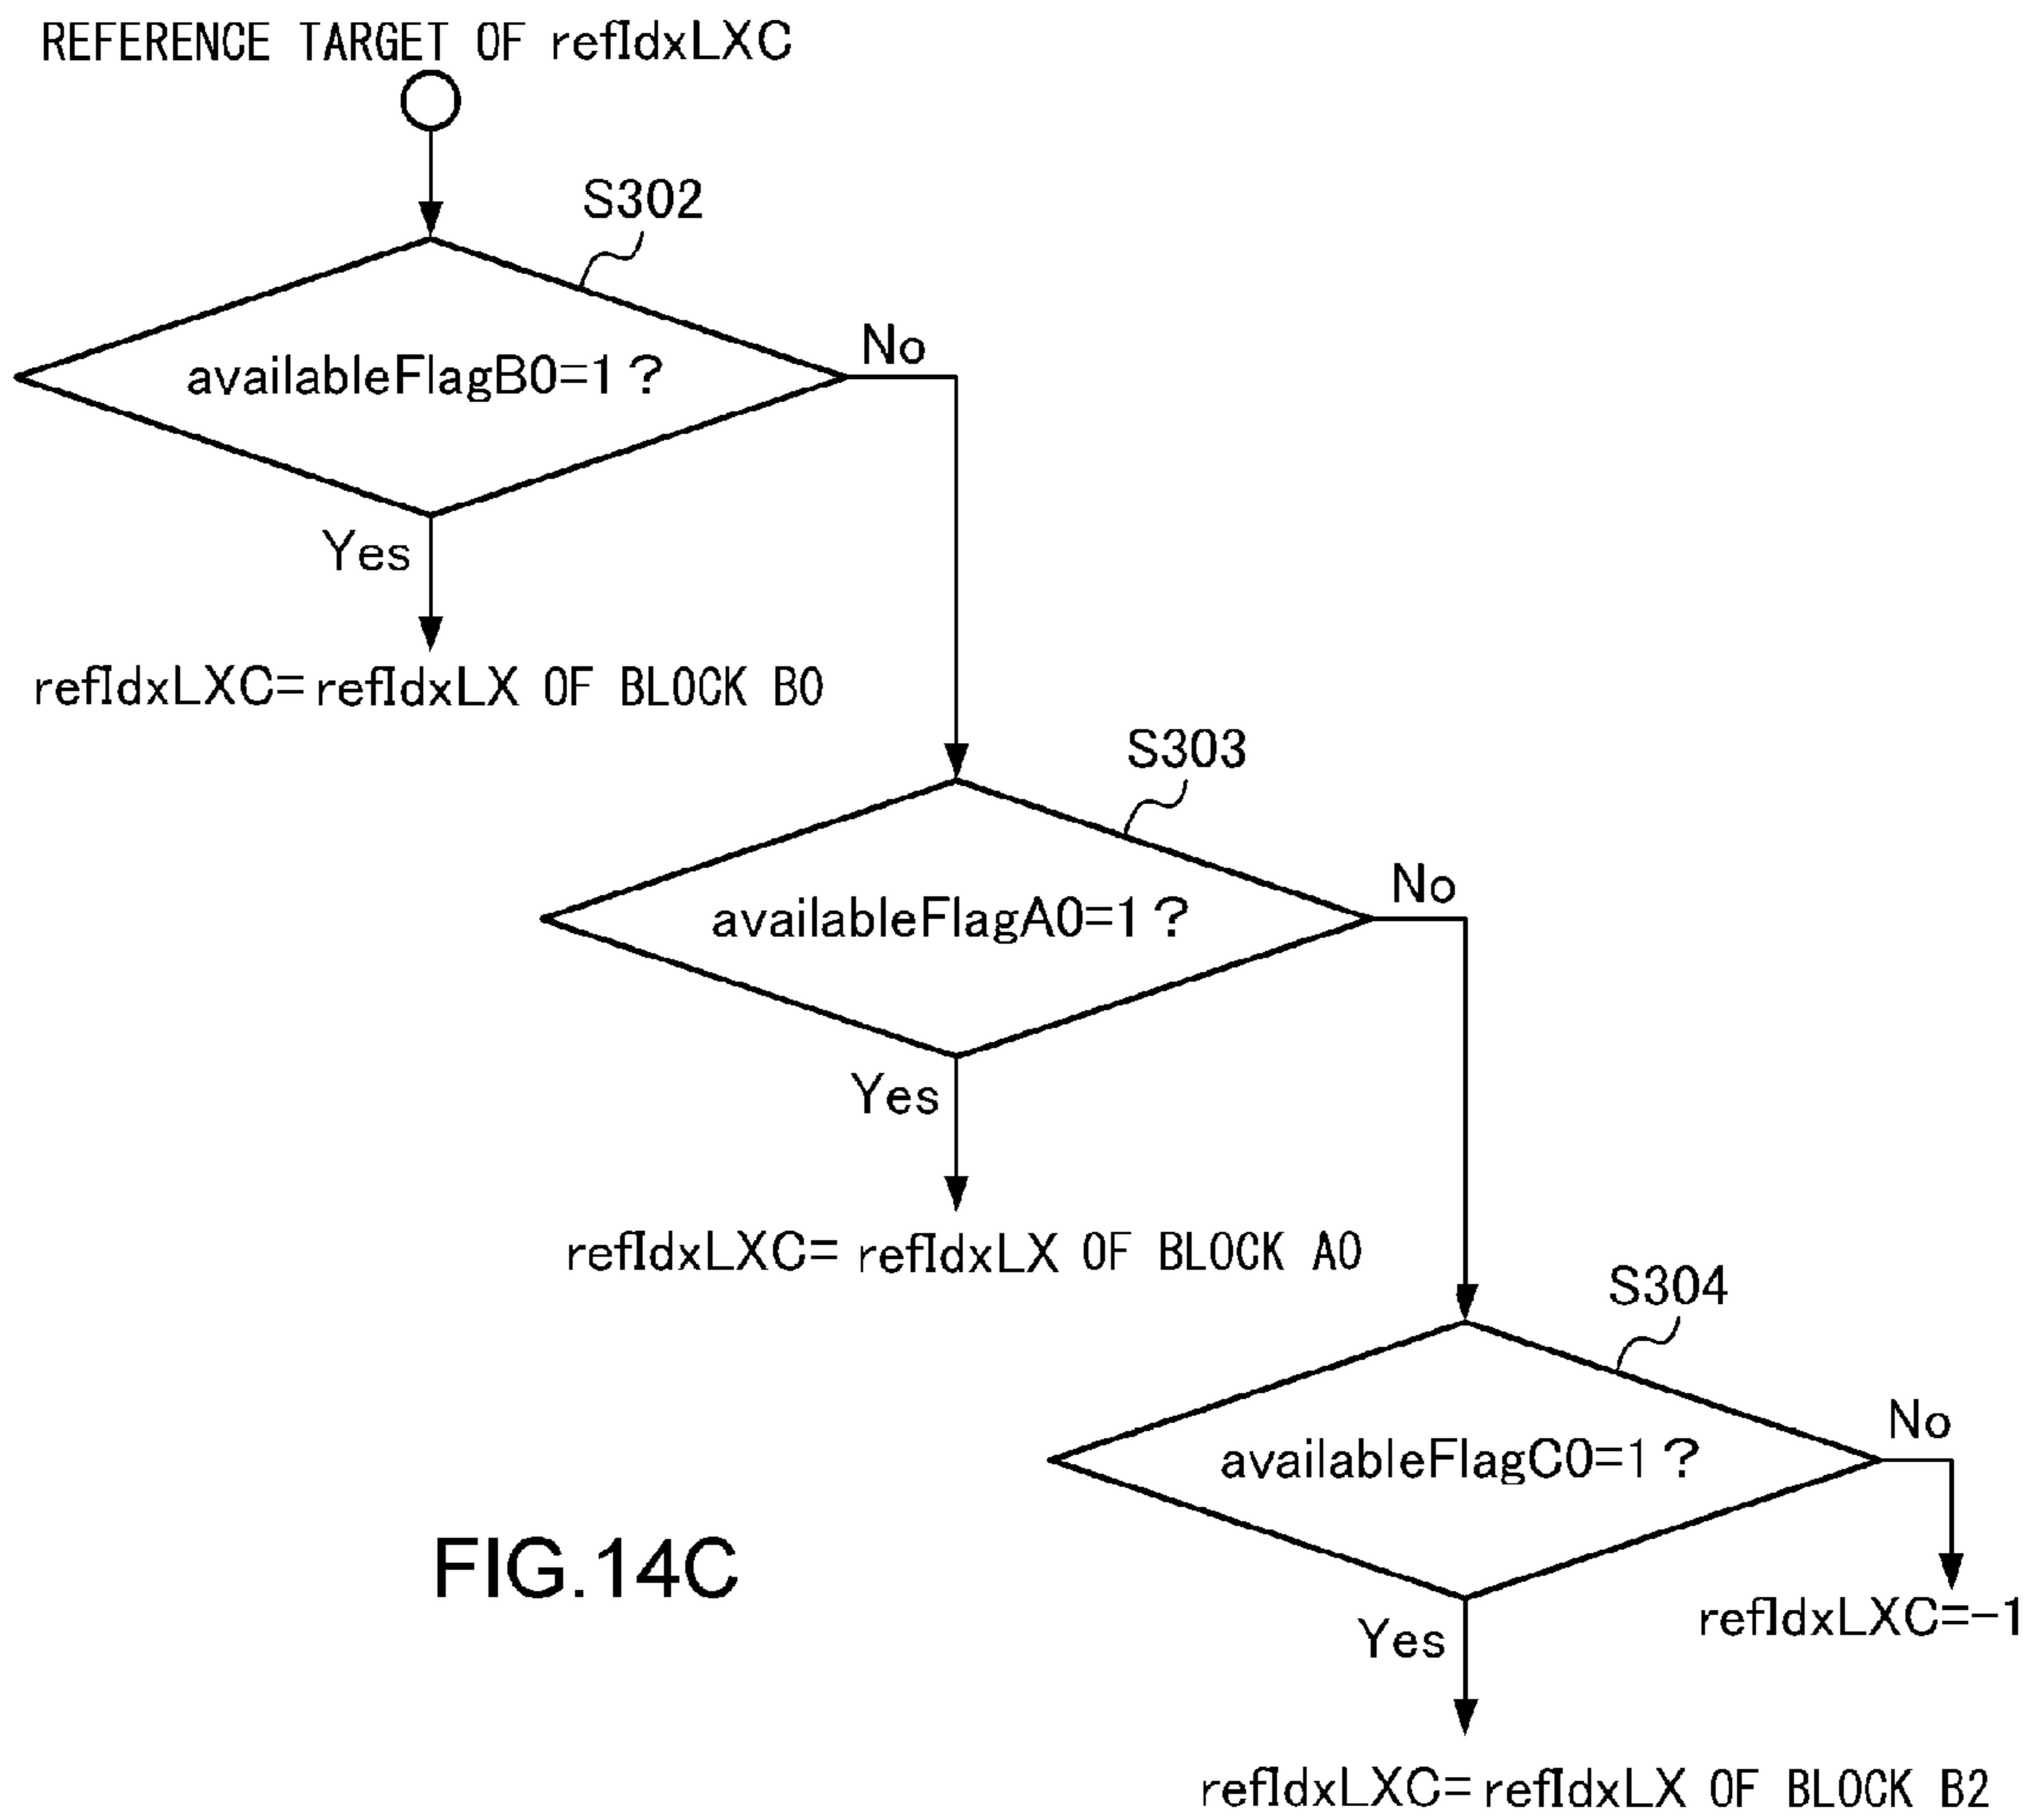 REFERENCE TARGET OF refIdxLXC
S302
availableFlagB0=1?
No
Yes
refIdxLXC=refIdxLX OF BLOCK B0
S303
availableFlagA0=1?
No
Yes
refIdxLXC= refIdxLX OF BLOCK A0
S304
availableFlagC0=1?
No
FIG.14C
refIdxLXC=-1
Yes
refIdxLXC=refIdxLX OF BLOCK B2